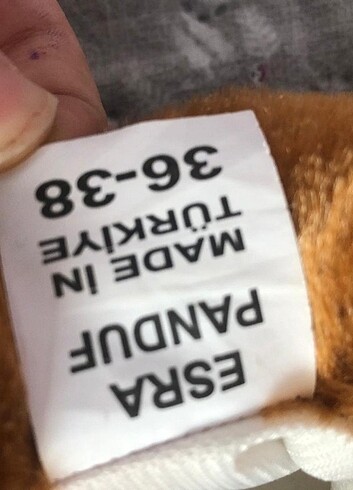 ESRA
PANDUF
MADE İN
TÜRKİYE
36-38